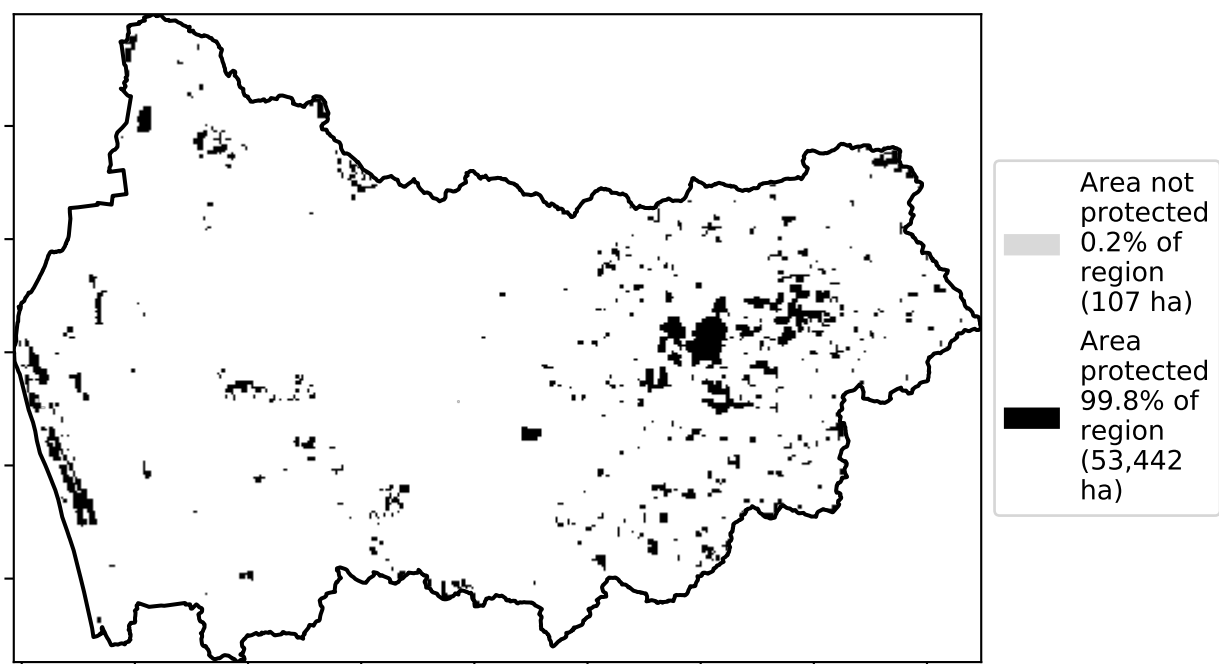 Area not
protected
0.2% of
region
(107 ha)
Area
protected
99.8% of
region
(53,442
ha)